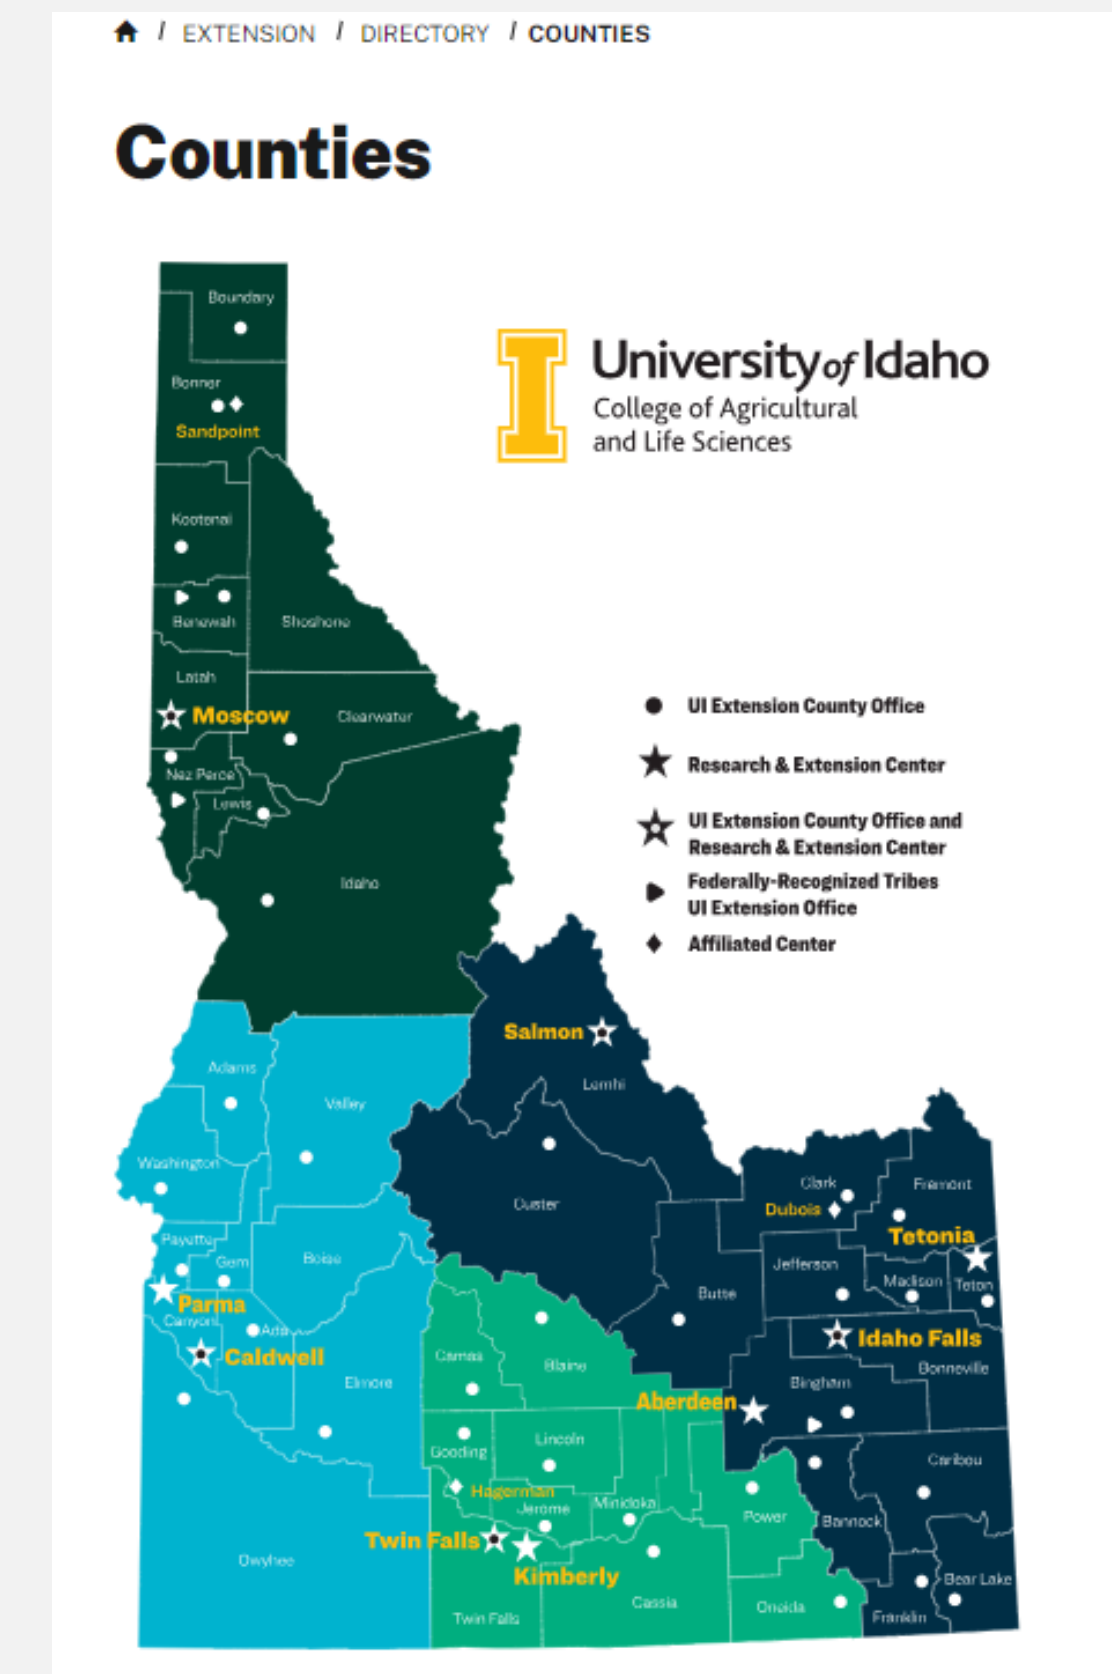 / EXTENSION / DIRECTORY / COUNTIES
Counties
Boundary
Bonner
Sandpoint
University of Idaho
College of Agricultural
and Life Sciences
Kootenai
Benewah
Shoshone
Latah
Moscow
Clearwater
Nez Perce
Lewis
Idaho
UI Extension County Office
Research & Extension Center
UI Extension County Office and
Research & Extension Center
Federally-Recognized Tribes
UI Extension Office
Affiliated Center
Salmon
Lemhi
Adams
Valley
Washington
Custer
Clark
Dubois
Fremont
Tetonia
Payette
Gem
Boise
Jefferson
Madison
Teton
Butte
Parma
Canyon
Ada
Caldwell
Idaho Falls
Bonneville
Elmore
Camas
Blaine
Bingham
Aberdeen
Gooding
Lincoln
Caribou
Hagerman
Jerome
Minidoka
Power
Bannock
Twin Falls
Kimberly
Owyhee
Twin Falls
Cassia
Oneida
Franklin
Bear Lake